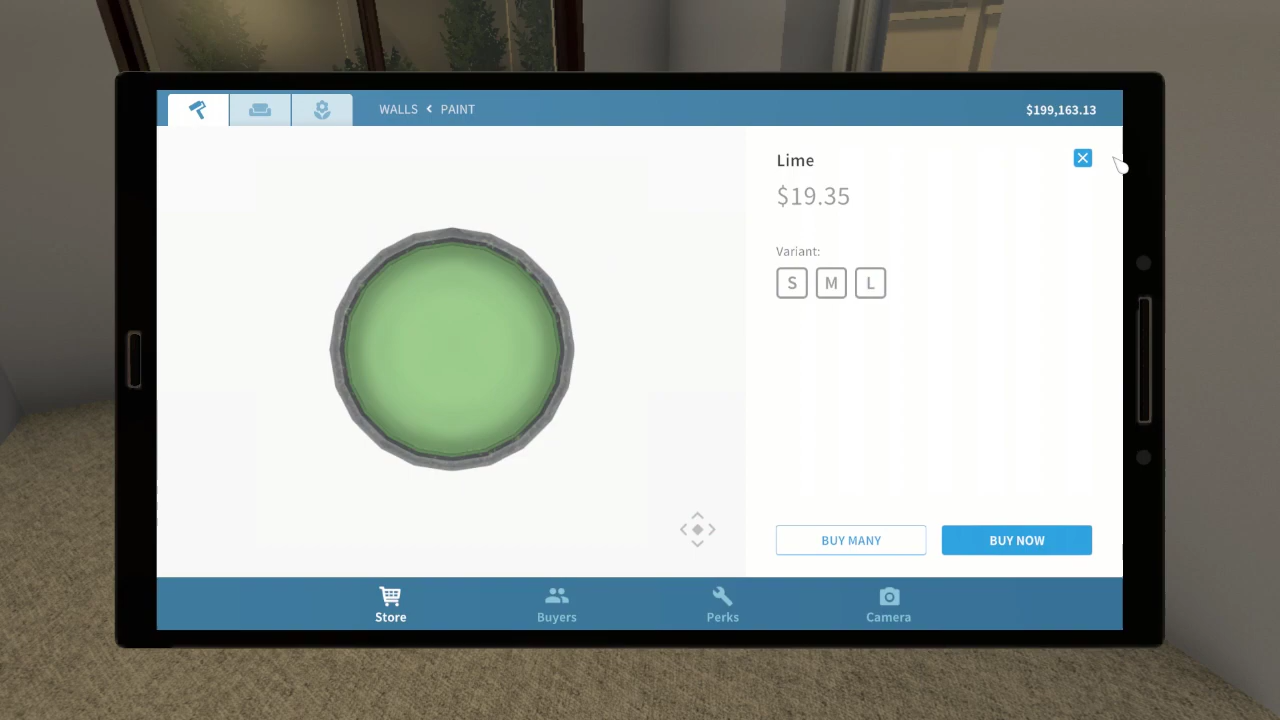 WALLS < PAINT
$199,163.13
Lime
$19.35
Variant:
S M L
BUY MANY
BUY NOW
Store
Buyers
Perks
Camera